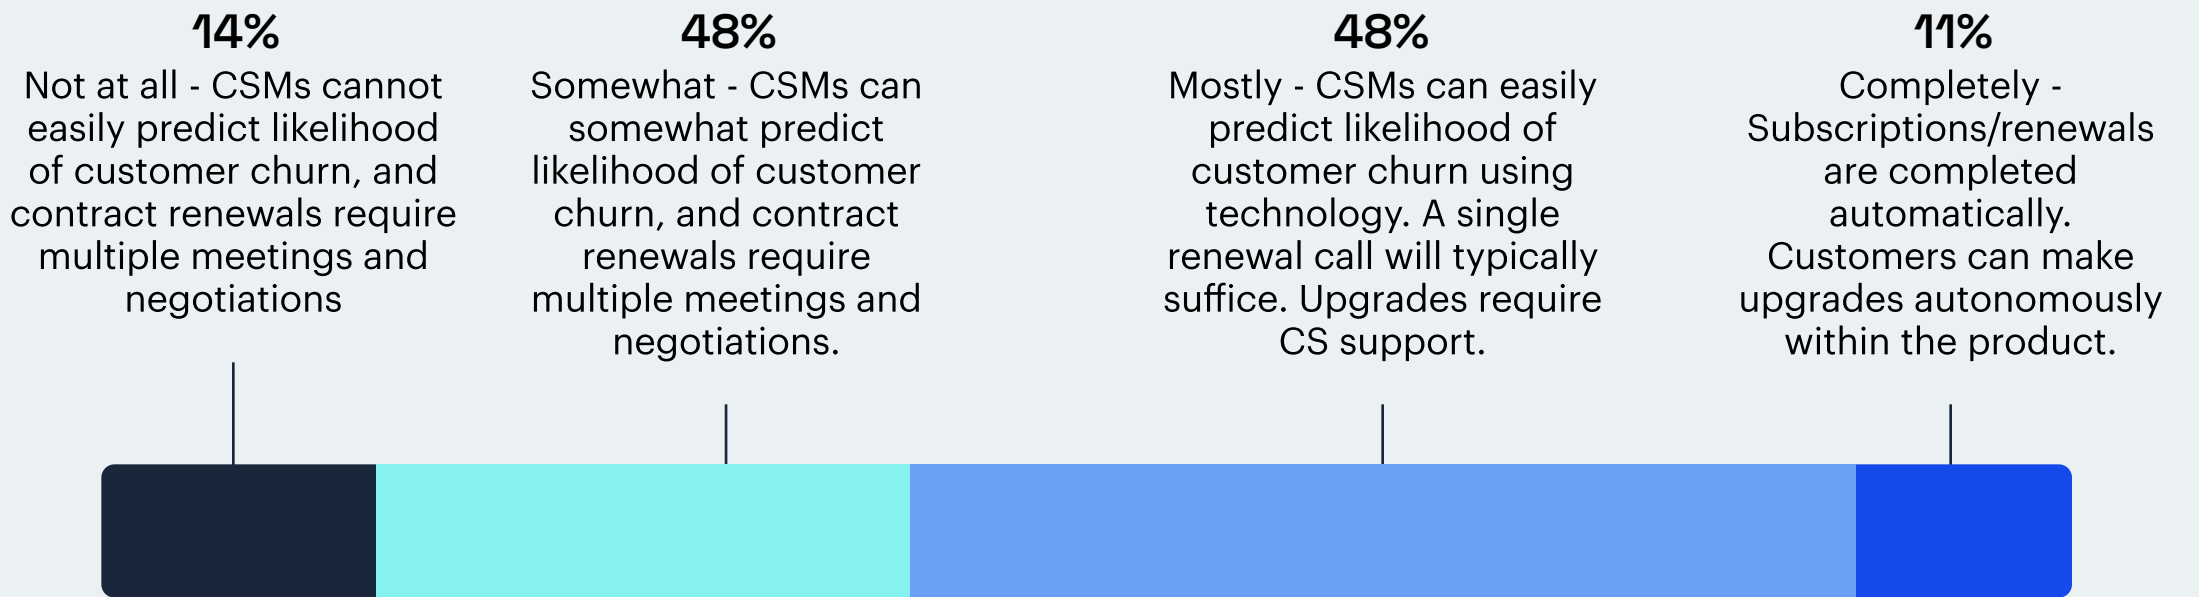 14%
Not at all - CSMs cannot
easily predict likelihood
of customer churn, and
contract renewals require
multiple meetings and
negotiations
48%
Somewhat - CSMs can
somewhat predict
likelihood of customer
churn, and contract
renewals require
multiple meetings and
negotiations.
48%
Mostly - CSMs can easily
predict likelihood of
customer churn using
technology. A single
renewal call will typically
suffice. Upgrades require
CS support.
11%
Completely -
Subscriptions/renewals
are completed
automatically.
Customers can make
upgrades autonomously
within the product.